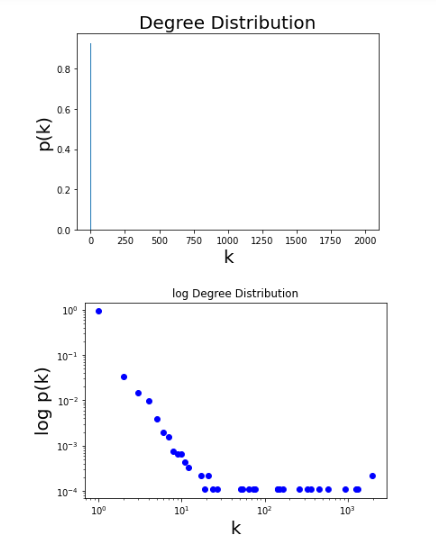 Degree Distribution
p(k)
0.8
0.6
0.4
0.2
0.0
0 250 500 750 1000 1250 1500 1750 2000
k
log Degree Distribution
log p(k)
10⁰
10⁻¹
10⁻²
10⁻³
10⁻⁴
10⁰ 10¹ 10² 10³
k